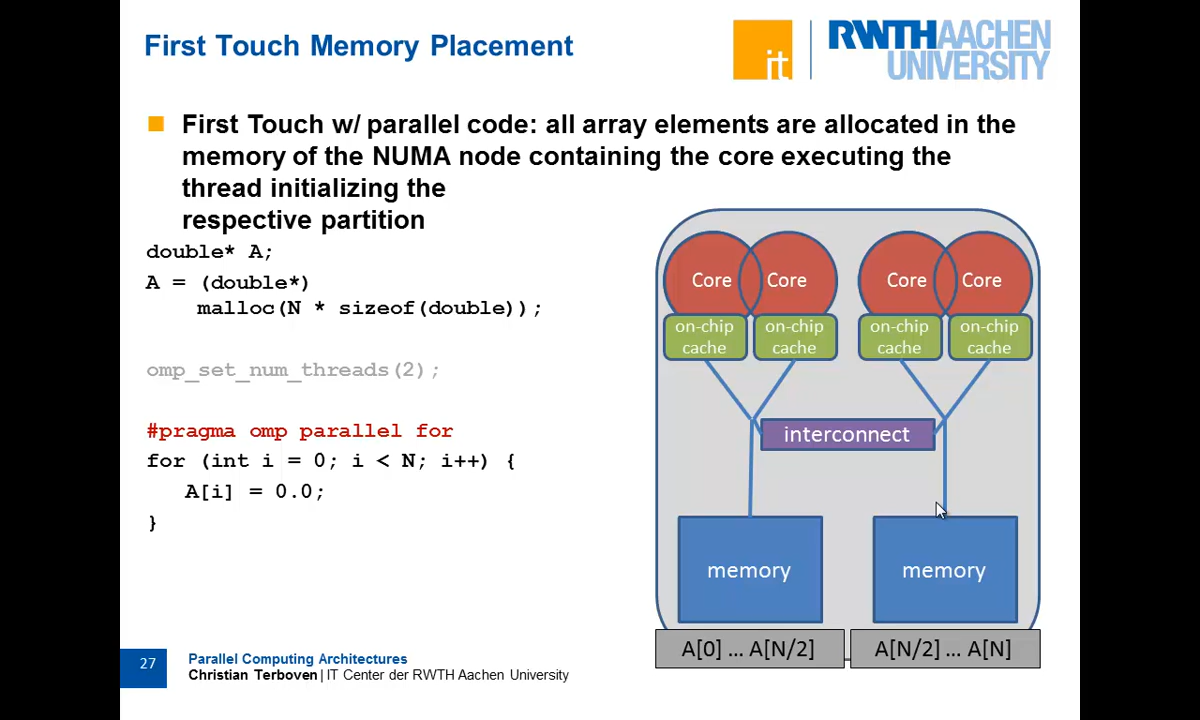 First Touch Memory Placement
it
RWTHAACHEN
UNIVERSITY
First Touch w/ parallel code: all array elements are allocated in the
memory of the NUMA node containing the core executing the
thread initializing the
respective partition
double* A;
A = (double*)
malloc(N * sizeof(double));
omp_set_num_threads(2);
#pragma omp parallel for
for (int i = 0; i < N; i++) {
A[i] = 0.0;
}
Core Core Core Core
on-chip on-chip on-chip on-chip
cache cache cache cache
interconnect
memory memory
A[0] … A[N/2] A[N/2] … A[N]
27
Parallel Computing Architectures
Christian Terboven | IT Center der RWTH Aachen University